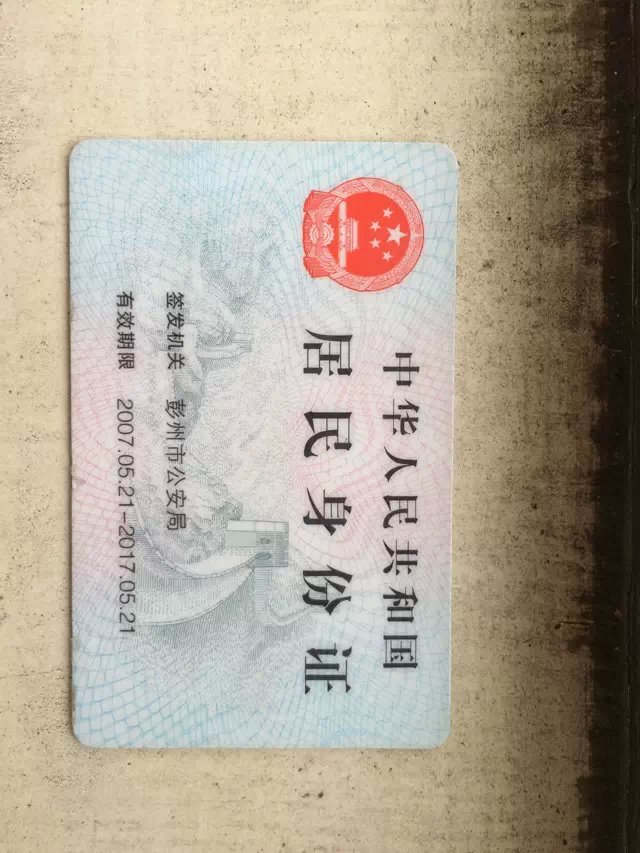 中华人民共和国
居民身份证
签发机关 彭州市公安局
有效期限 2007.05.21-2017.05.21